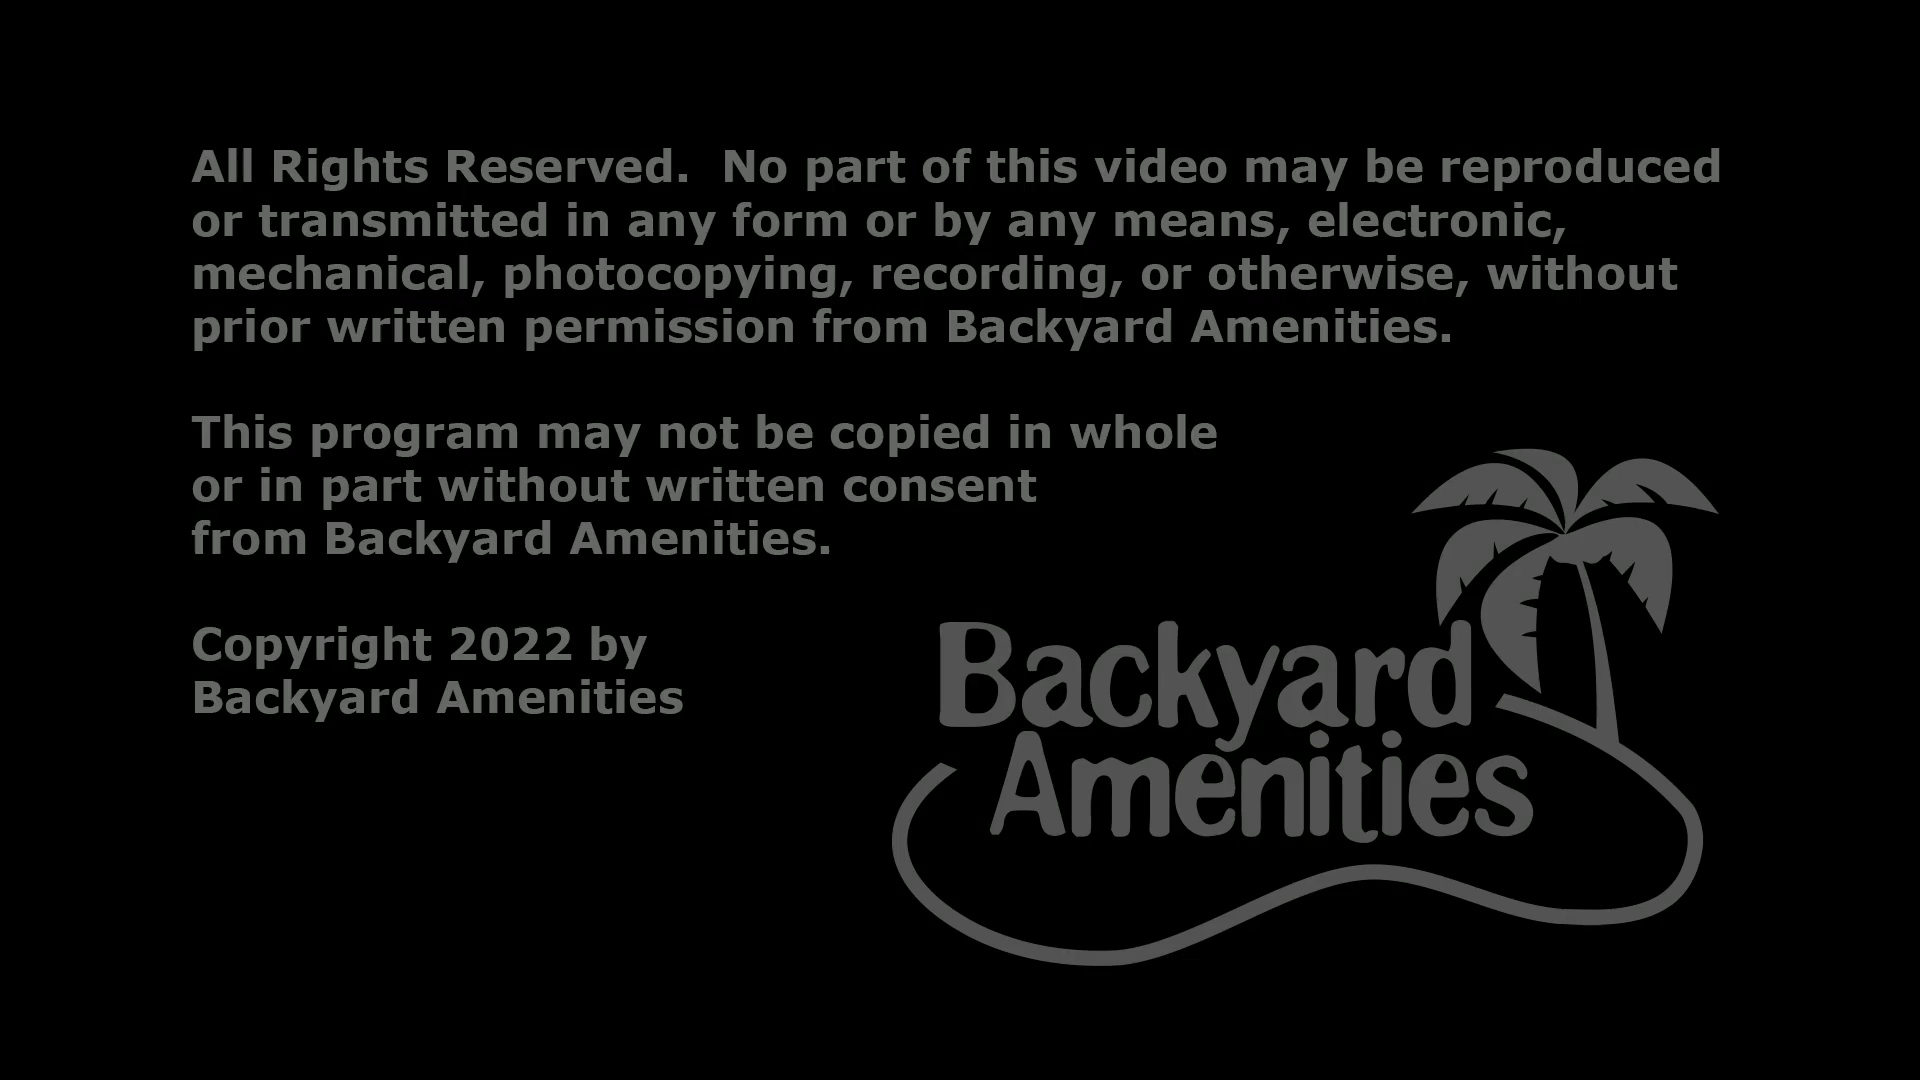 All Rights Reserved.  No part of this video may be reproduced
or transmitted in any form or by any means, electronic,
mechanical, photocopying, recording, or otherwise, without
prior written permission from Backyard Amenities.
This program may not be copied in whole
or in part without written consent
from Backyard Amenities.
Copyright 2022 by
Backyard Amenities
Backyard
Amenities